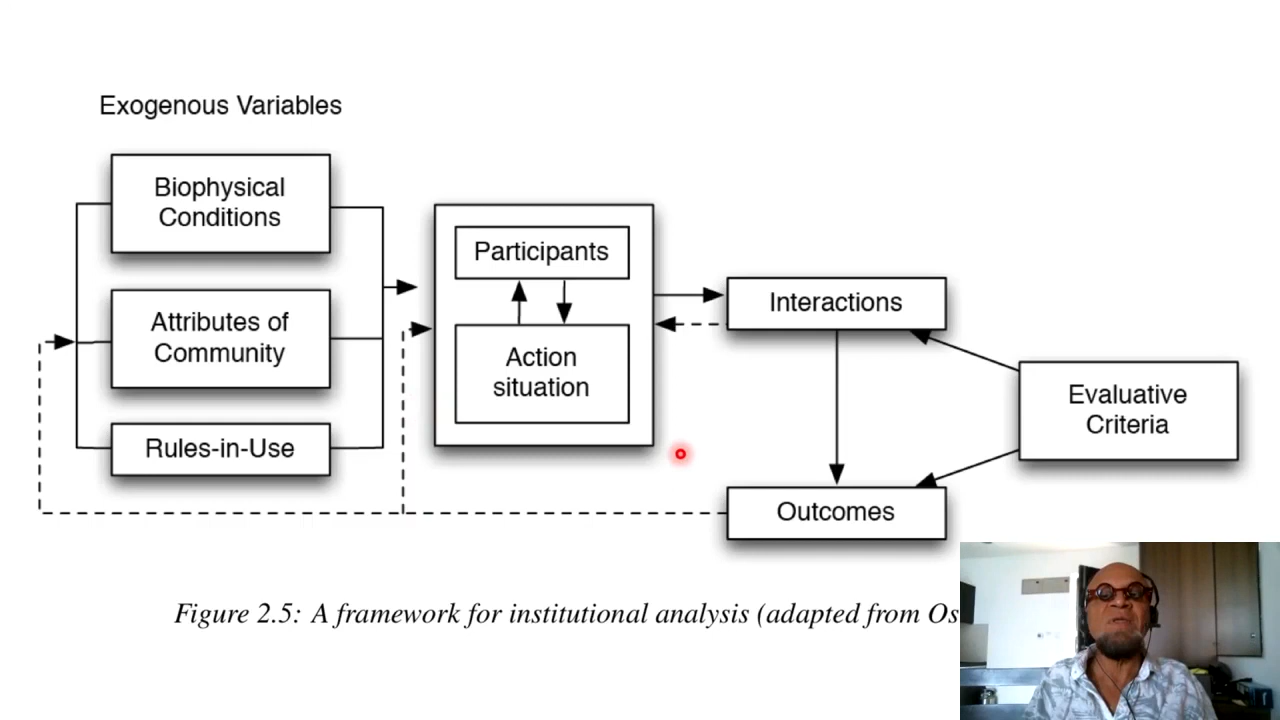 Exogenous Variables
Biophysical
Conditions
Attributes of
Community
Rules-in-Use
Participants
Action
situation
Interactions
Evaluative
Criteria
Outcomes
Figure 2.5: A framework for institutional analysis (adapted from Os